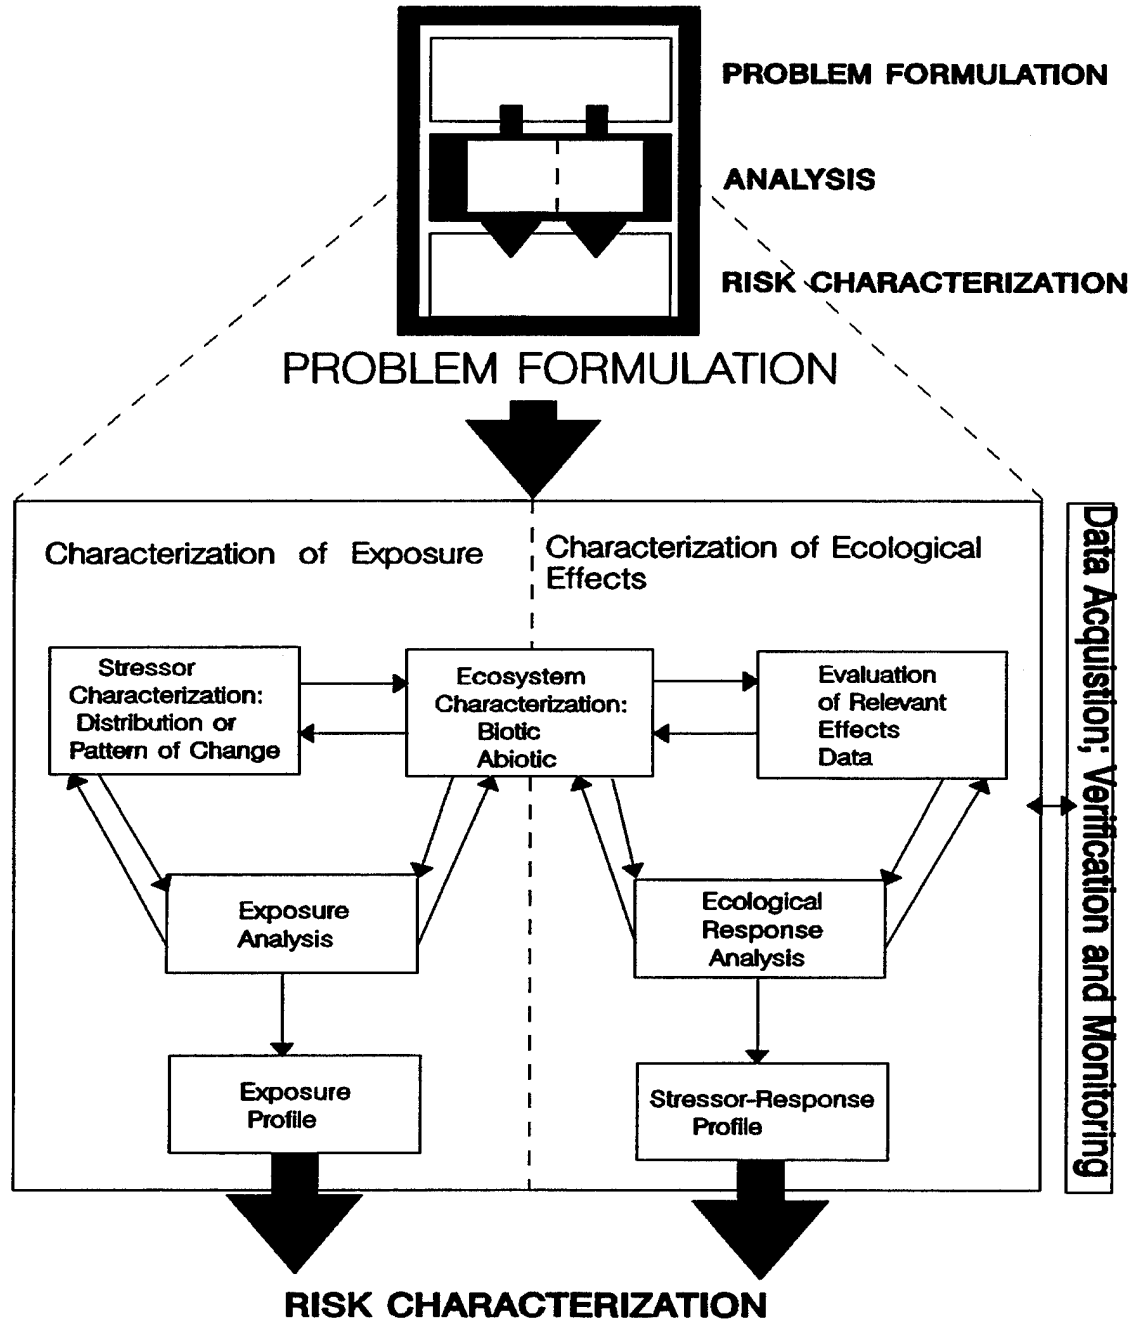 PROBLEM FORMULATION
ANALYSIS
RISK CHARACTERIZATION
PROBLEM FORMULATION
Characterization of Exposure
Characterization of Ecological
Effects
Stressor
Characterization:
Distribution or
Pattern of Change
Ecosystem
Characterization:
Biotic
Abiotic
Evaluation
of Relevant
Effects
Data
Exposure
Analysis
Ecological
Response
Analysis
Exposure
Profile
Stressor-Response
Profile
Data Acquistion; Verification and Monitoring
RISK CHARACTERIZATION